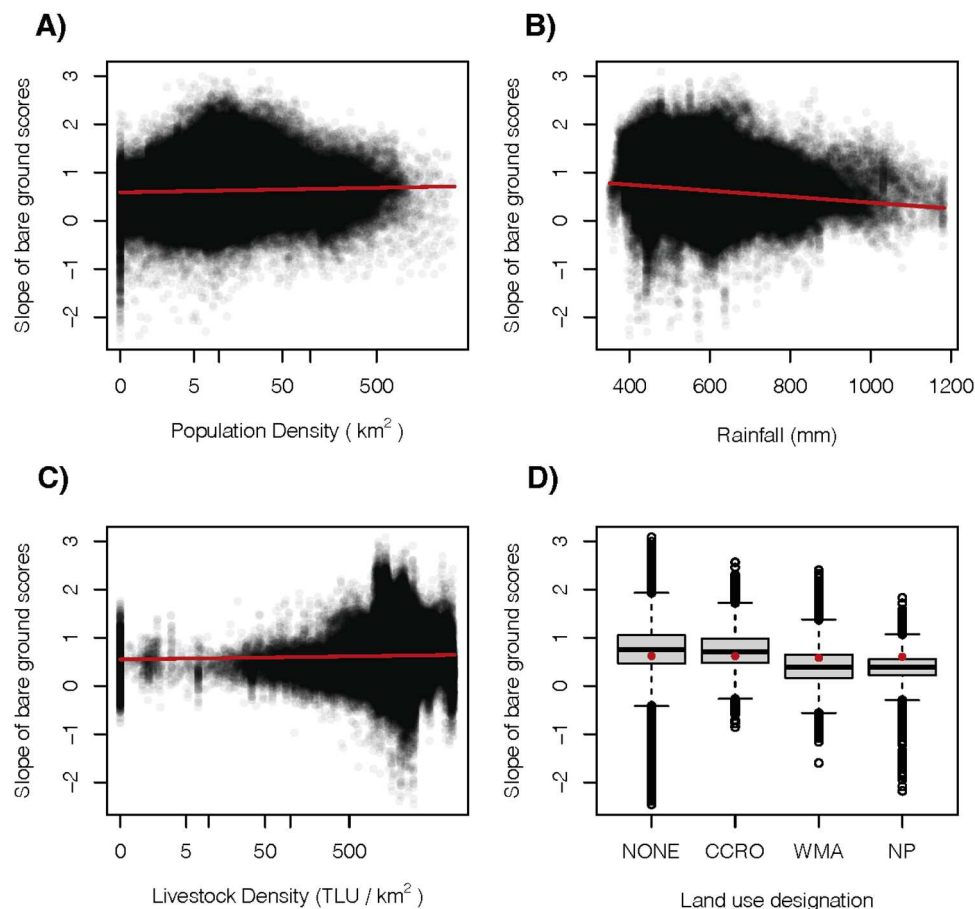 A)
Slope of bare ground scores
3
2
1
0
−1
−2
0 5 50 500
Population Density ( km²)
B)
Slope of bare ground scores
3
2
1
0
−1
−2
400 600 800 1000 1200
Rainfall (mm)
C)
Slope of bare ground scores
3
2
1
0
−1
−2
0 5 50 500
Livestock Density (TLU / km²)
D)
Slope of bare ground scores
3
2
1
0
−1
−2
NONE CCRO WMA NP
Land use designation